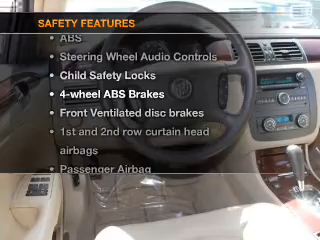 SAFETY FEATURES
• ABS
• Steering Wheel Audio Controls
• Child Safety Locks
• 4-wheel ABS Brakes
• Front Ventilated disc brakes
• 1st and 2nd row curtain head
airbags
• Passenger Airbag